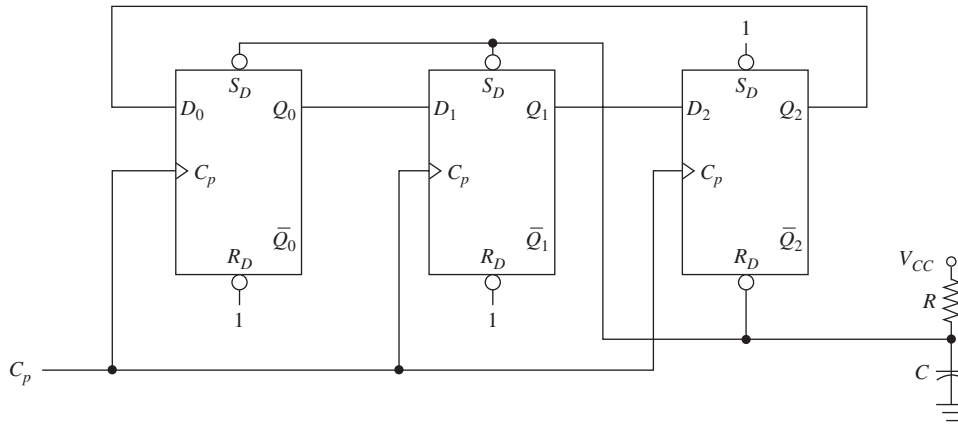 1
S_D S_D S_D
D_0 Q_0 D_1 Q_1 D_2 Q_2
C_p C_p C_p
Q̅_0 Q̅_1 Q̅_2
R_D R_D R_D
V_CC
1 1
R
C_p
C